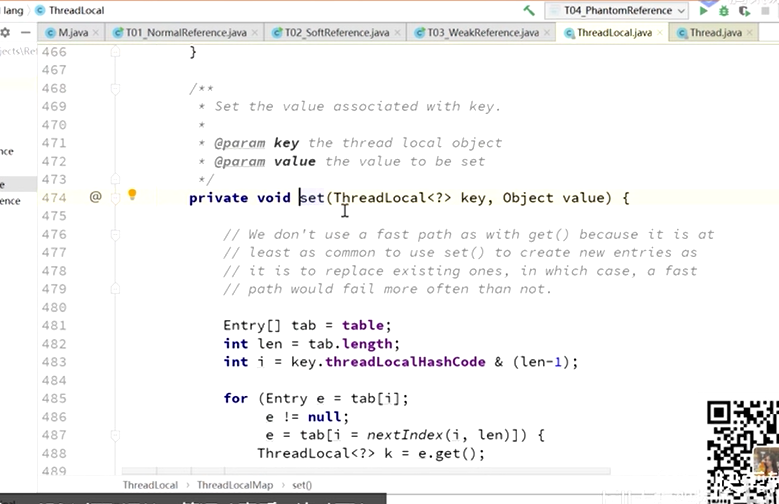 lang ThreadLocal T04_PhantomReference
M.java T01_NormalReference.java T02_SoftReference.java T03_WeakReference.java ThreadLocal.java Thread.java
466 }
467
468 /**
469 * Set the value associated with key.
470 *
471 * @param key the thread local object
472 * @param value the value to be set
473 */
474 @ private void set(ThreadLocal<?> key, Object value) {
475
476 // We don't use a fast path as with get() because it is at
477 // least as common to use set() to create new entries as
478 // it is to replace existing ones, in which case, a fast
479 // path would fail more often than not.
480
481 Entry[] tab = table;
482 int len = tab.length;
483 int i = key.threadLocalHashCode & (len-1);
484
485 for (Entry e = tab[i];
486 e != null;
487 e = tab[i = nextIndex(i, len)]) {
488 ThreadLocal<?> k = e.get();
489
ThreadLocal ThreadLocalMap set()